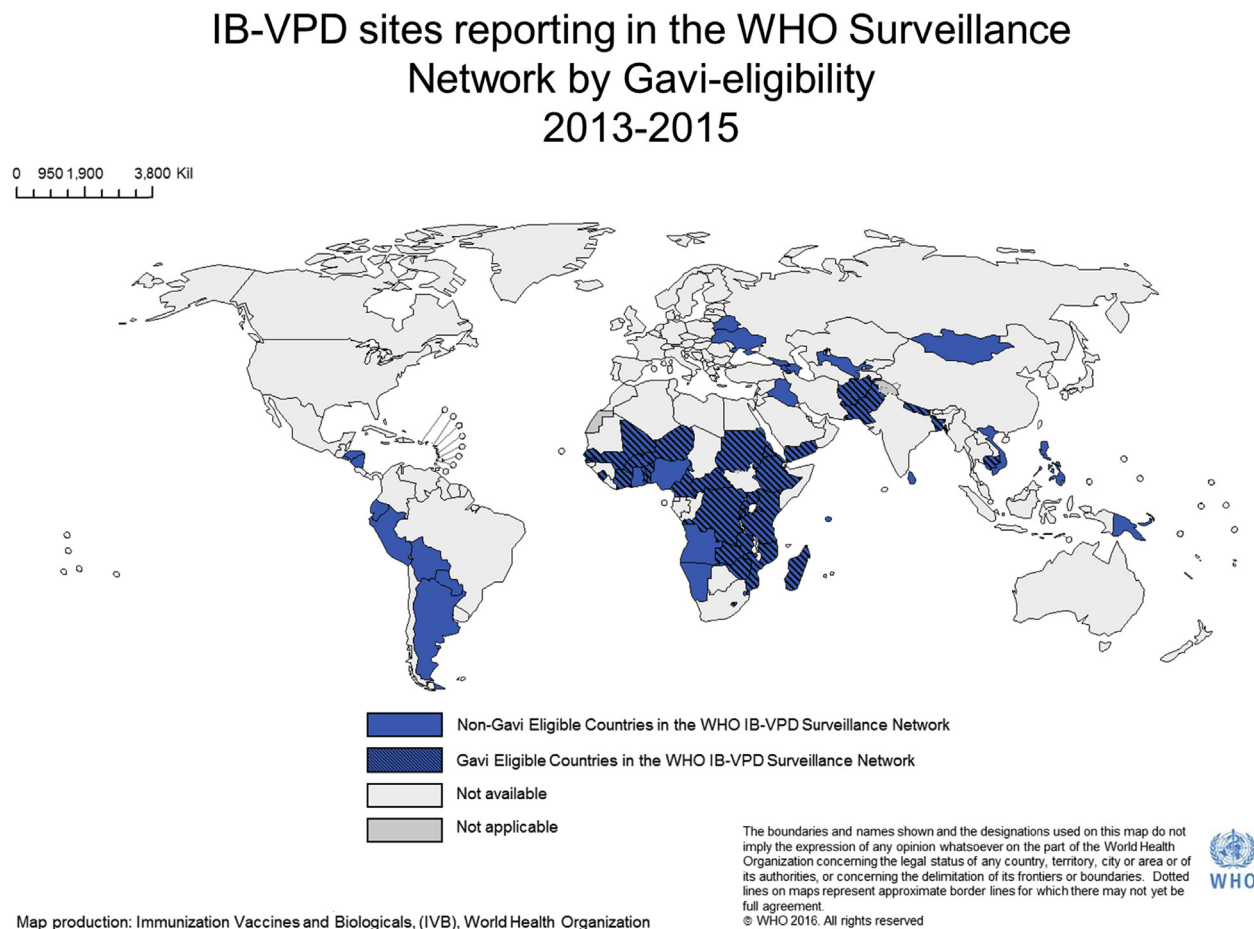 IB-VPD sites reporting in the WHO Surveillance
Network by Gavi-eligibility
2013-2015
0 950 1,900 3,800 Kil
Non-Gavi Eligible Countries in the WHO IB-VPD Surveillance Network
Gavi Eligible Countries in the WHO IB-VPD Surveillance Network
Not available
Not applicable
The boundaries and names shown and the designations used on this map do not
imply the expression of any opinion whatsoever on the part of the World Health
Organization concerning the legal status of any country, territory, city or area or of
its authorities, or concerning the delimitation of its frontiers or boundaries. Dotted
lines on maps represent approximate border lines for which there may not yet be
full agreement.
© WHO 2016. All rights reserved
WHO
Map production: Immunization Vaccines and Biologicals, (IVB), World Health Organization